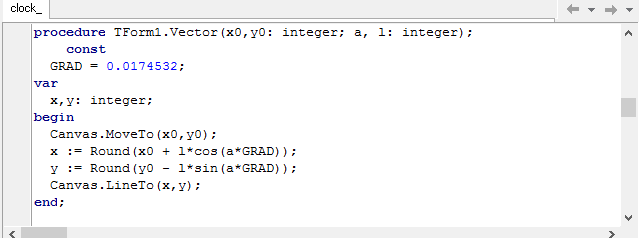 clock_
procedure TForm1.Vector(x0,y0: integer; a, l: integer);
    const
  GRAD = 0.0174532;
var
  x,y: integer;
begin
  Canvas.MoveTo(x0,y0);
  x := Round(x0 + l*cos(a*GRAD));
  y := Round(y0 - l*sin(a*GRAD));
  Canvas.LineTo(x,y);
end;